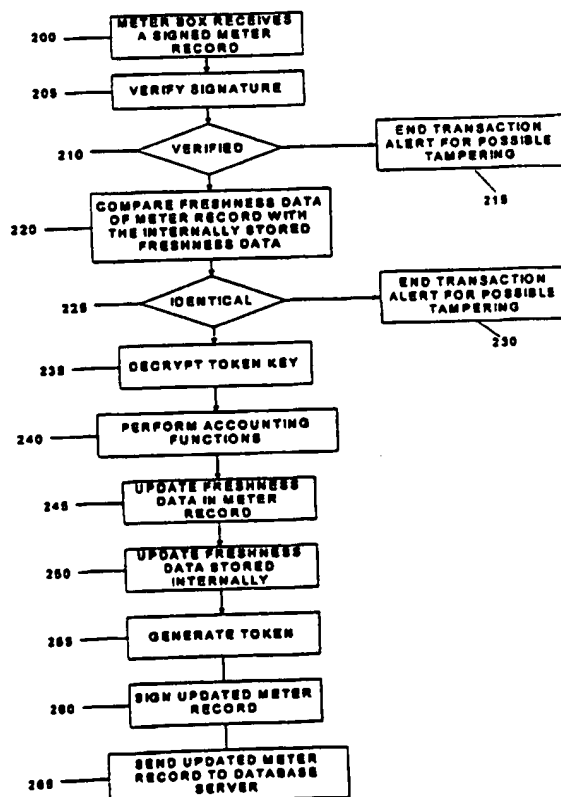 METER BOX RECEIVES
A SIGNED METER
RECORD
200
VERIFY SIGNATURE
205
VERIFIED
210
END TRANSACTION
ALERT FOR POSSIBLE
TAMPERING
215
COMPARE FRESHNESS DATA
OF METER RECORD WITH
THE INTERNALLY STORED
FRESHNESS DATA
220
IDENTICAL
225
END TRANSACTION
ALERT FOR POSSIBLE
TAMPERING
230
DECRYPT TOKEN KEY
235
PERFORM ACCOUNTING
FUNCTIONS
240
UPDATE FRESHNESS
DATA IN METER
RECORD
245
UPDATE FRESHNESS
DATA STORED
INTERNALLY
250
GENERATE TOKEN
255
SIGN UPDATED METER
RECORD
260
SEND UPDATED METER
RECORD TO DATABASE
SERVER
265